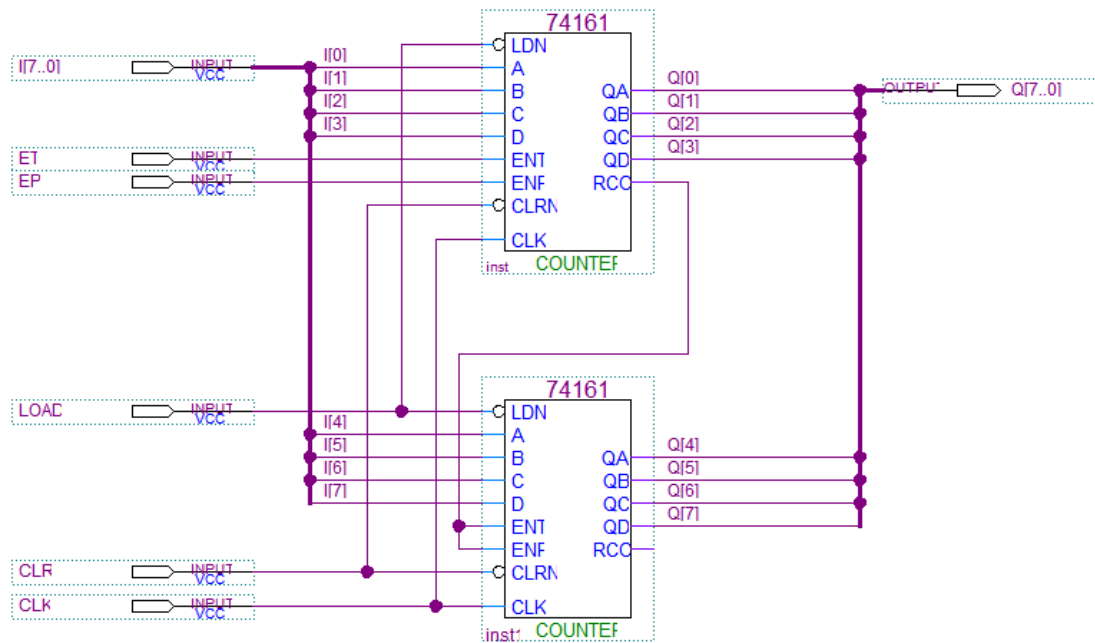 74161
LDN
I[7..0] INPUT VCC I[0] A
I[1] B QA Q[0] OUTPUT Q[7..0]
I[2] C QB Q[1]
I[3] D QC Q[2]
ET INPUT VCC ENT QD Q[3]
EP INPUT VCC ENP RCO
CLRN
CLK
inst COUNTER
74161
LOAD INPUT VCC LDN
I[4] A
I[5] B QA Q[4]
I[6] C QB Q[5]
I[7] D QC Q[6]
ENT QD Q[7]
ENP RCO
CLR INPUT VCC CLRN
CLK INPUT VCC CLK
inst1 COUNTER